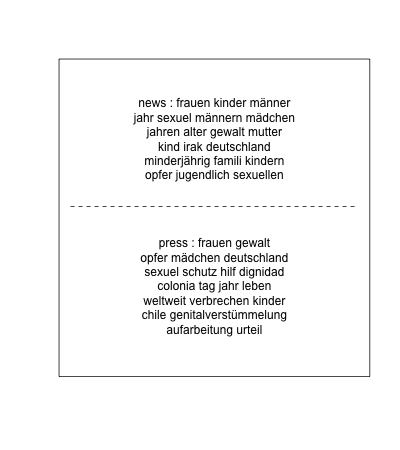 news : frauen kinder männer
jahr sexuel männern mädchen
jahren alter gewalt mutter
kind irak deutschland
minderjährig famili kindern
opfer jugendlich sexuellen
press : frauen gewalt
opfer mädchen deutschland
sexuel schutz hilf dignidad
colonia tag jahr leben
weltweit verbrechen kinder
chile genitalverstümmelung
aufarbeitung urteil